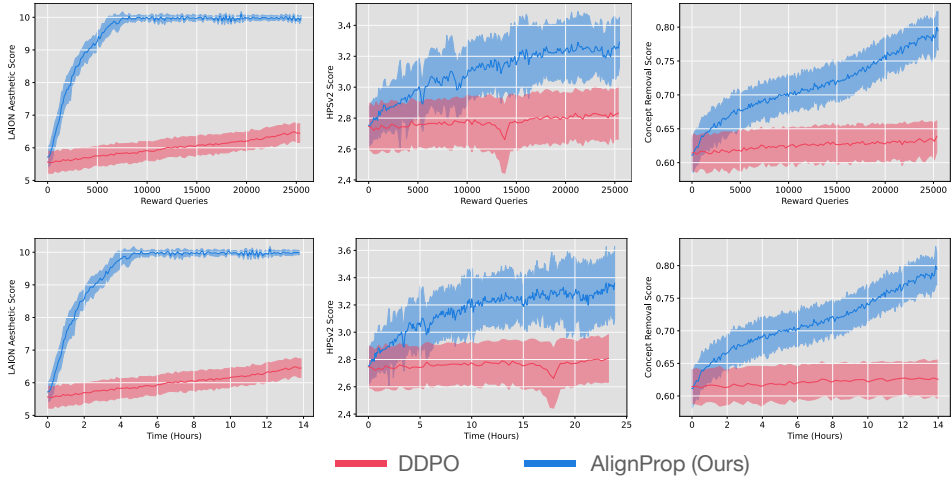 LAION Aesthetic Score
10
9
8
7
6
5
0 5000 10000 15000 20000 25000
Reward Queries
HPSv2 Score
3.4
3.2
3.0
2.8
2.6
2.4
0 5000 10000 15000 20000 25000
Reward Queries
Concept Removal Score
0.80
0.75
0.70
0.65
0.60
0 5000 10000 15000 20000 25000
Reward Queries
LAION Aesthetic Score
10
9
8
7
6
5
0 2 4 6 8 10 12 14
Time (Hours)
HPSv2 Score
3.6
3.4
3.2
3.0
2.8
2.6
2.4
0 5 10 15 20 25
Time (Hours)
Concept Removal Score
0.80
0.75
0.70
0.65
0.60
0 2 4 6 8 10 12 14
Time (Hours)
DDPO AlignProp (Ours)